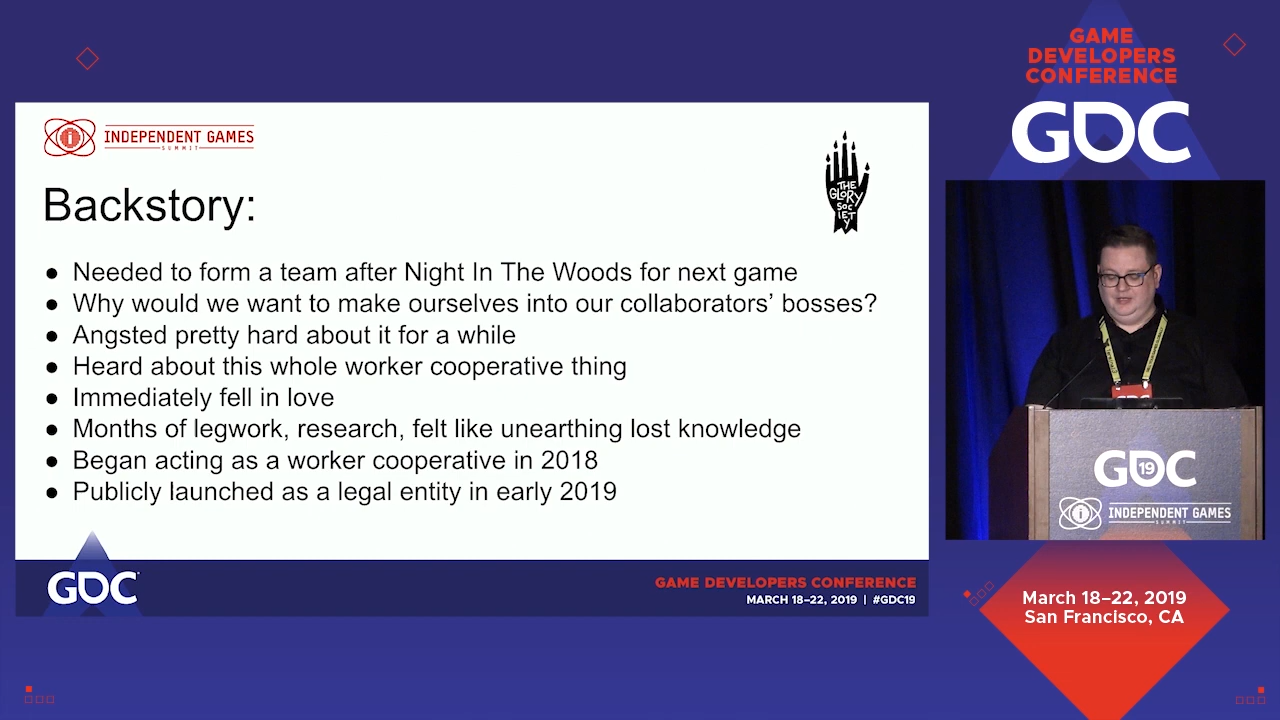 GAME
DEVELOPERS
CONFERENCE
GDC
INDEPENDENT GAMES
SUMMIT
THE
GLORY
SOC
IET
Y
Backstory:
● Needed to form a team after Night In The Woods for next game
● Why would we want to make ourselves into our collaborators’ bosses?
● Angsted pretty hard about it for a while
● Heard about this whole worker cooperative thing
● Immediately fell in love
● Months of legwork, research, felt like unearthing lost knowledge
● Began acting as a worker cooperative in 2018
● Publicly launched as a legal entity in early 2019
GDC
GAME DEVELOPERS CONFERENCE
MARCH 18–22, 2019 | #GDC19
GDC
19
INDEPENDENT GAMES
SUMMIT
March 18–22, 2019
San Francisco, CA